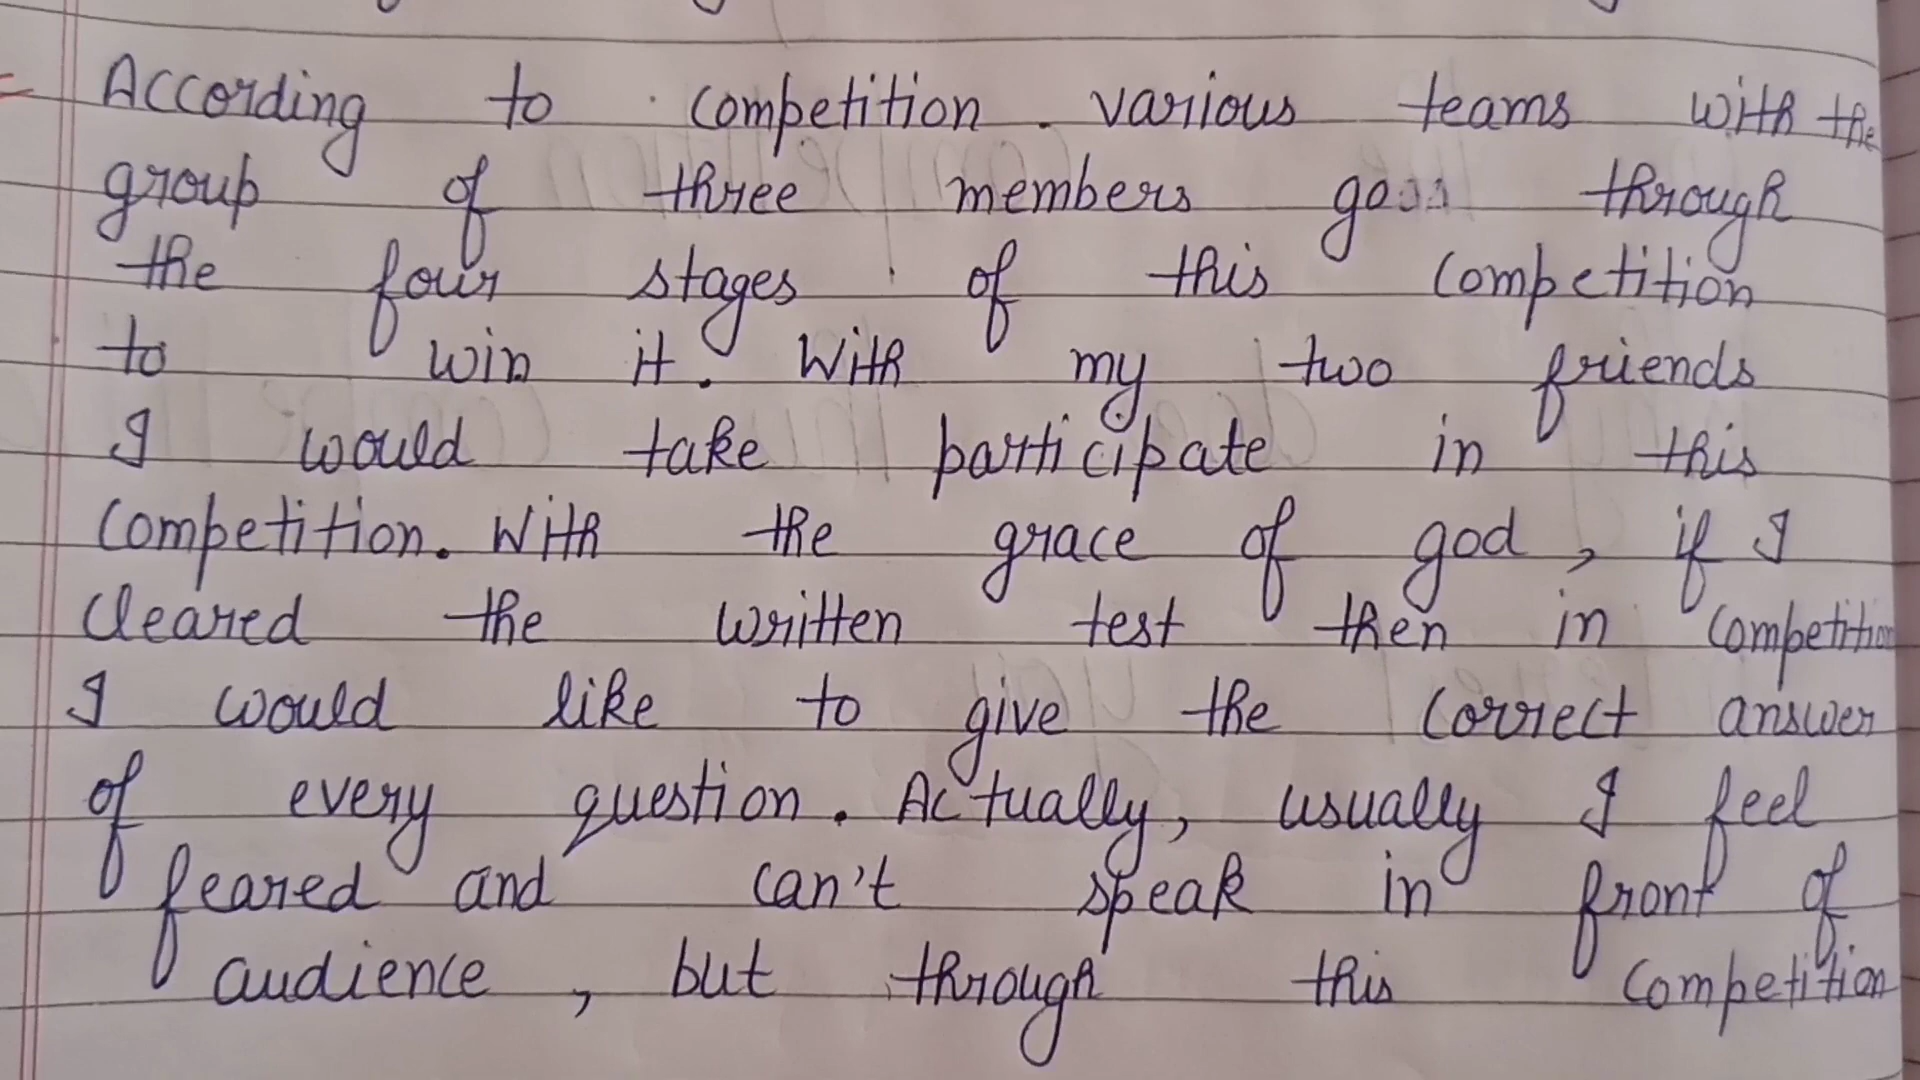 According to competition. various teams with the
group of three members through
the four stages of this competition
to win it. With my two friends
I would take participate in this
competition. With the grace of god, if I
cleared the written test then in competition
I would like to give the correct answer
of every question. Actually, usually I feel
feared and can't speak in front of
audience, but through this competition